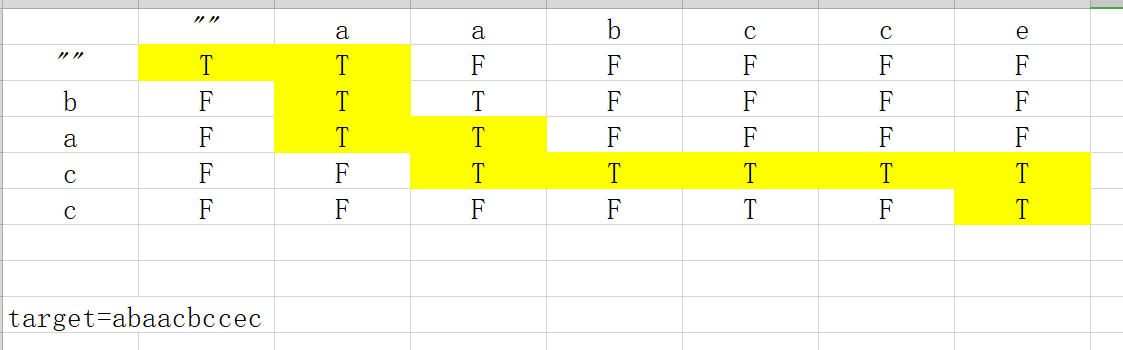 "" a a b c c e
"" T T F F F F F
b F T T F F F F
a F T T F F F F
c F F T T T T T
c F F F F T F T
target=abaacbccec